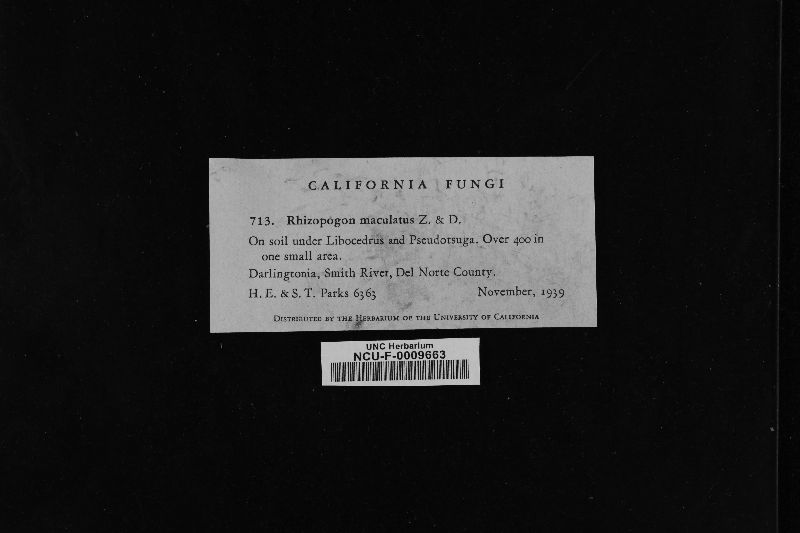 CALIFORNIA FUNGI
713. Rhizopogon maculatus Z. & D.
On soil under Libocedrus and Pseudotsuga. Over 400 in
one small area.
Darlingtonia, Smith River, Del Norte County.
H. E. & S. T. Parks 6363 November, 1939
DISTRIBUTED BY THE HERBARIUM OF THE UNIVERSITY OF CALIFORNIA
UNC Herbarium
NCU-F-0009663